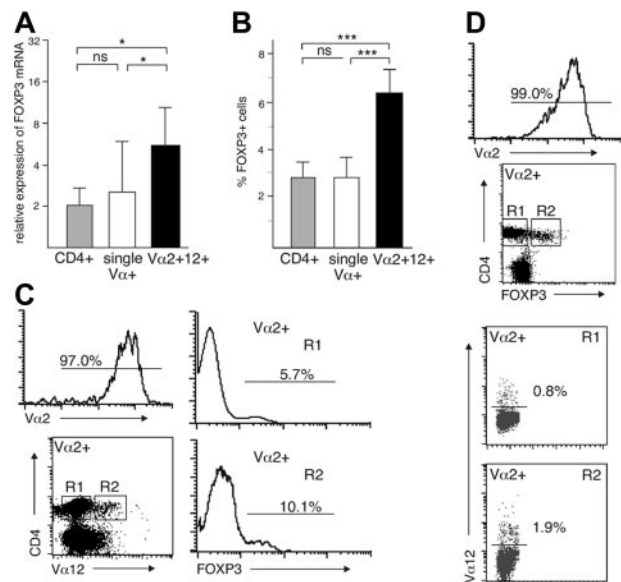 A
relative expression of FOXP3 mRNA
32
16
8
4
2
*
ns
*
CD4+
single
Vα+
Vα2+12+
B
% FOXP3+ cells
8
6
4
2
***
ns
***
CD4+
single
Vα+
Vα2+12+
C
97.0%
Vα2
Vα2+
R1
R2
CD4
Vα12
Vα2+
R1
5.7%
Vα2+
R2
10.1%
FOXP3
D
99.0%
Vα2
Vα2+
R1
R2
CD4
FOXP3
Vα2+
R1
0.8%
Vα2+
R2
1.9%
Vα12